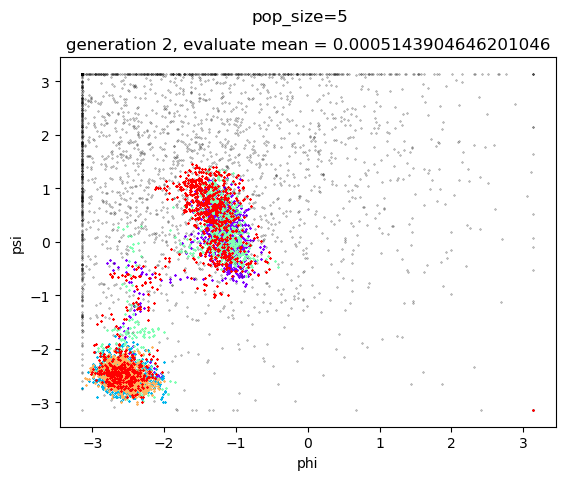 pop_size=5
generation 2, evaluate mean = 0.0005143904646201046
3
2
1
0
−1
−2
−3
psi
−3 −2 −1 0 1 2 3
phi